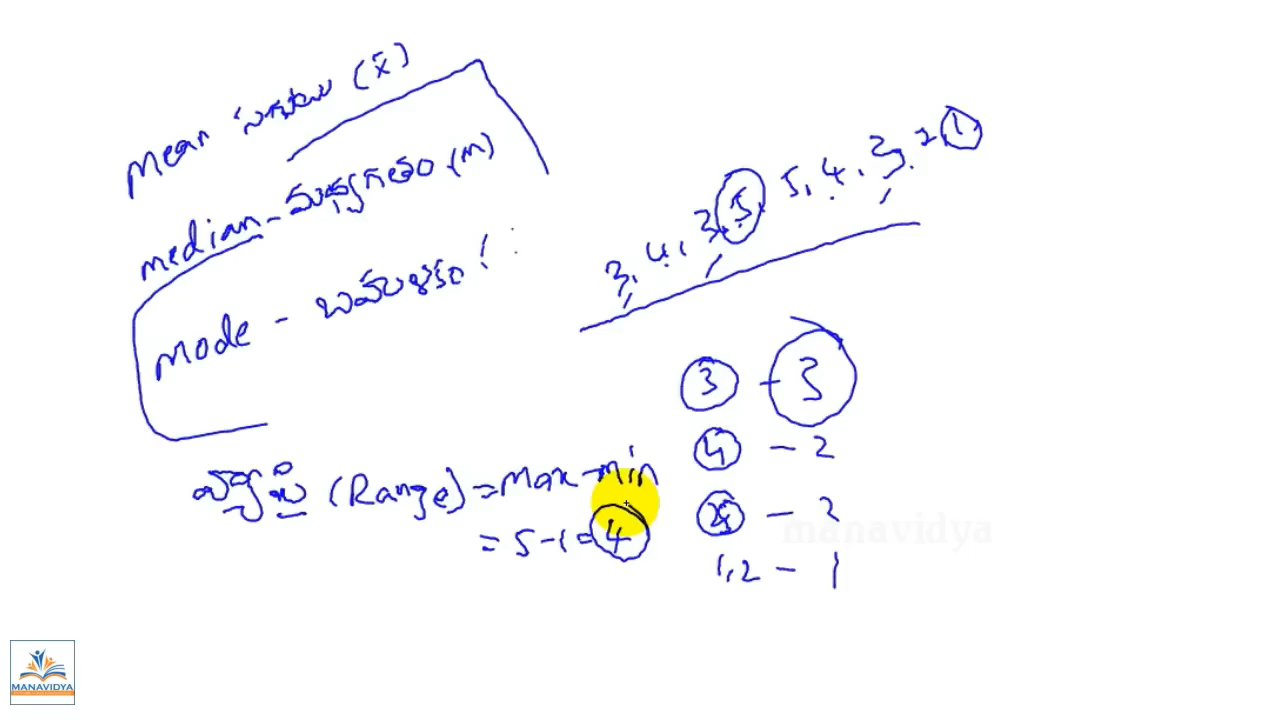 Mean సగటు (x̄)
median - మధ్యగతం (m)
mode - బహుళకం (
3, 4, 3, 5, 5, 4, 3, 2, 1
3 - 3
4 - 2
5 - 2
1, 2 - 1
వ్యాప్తి (Range) = Max - min
= 5 - 1 = 4
manavidya
MANAVIDYA